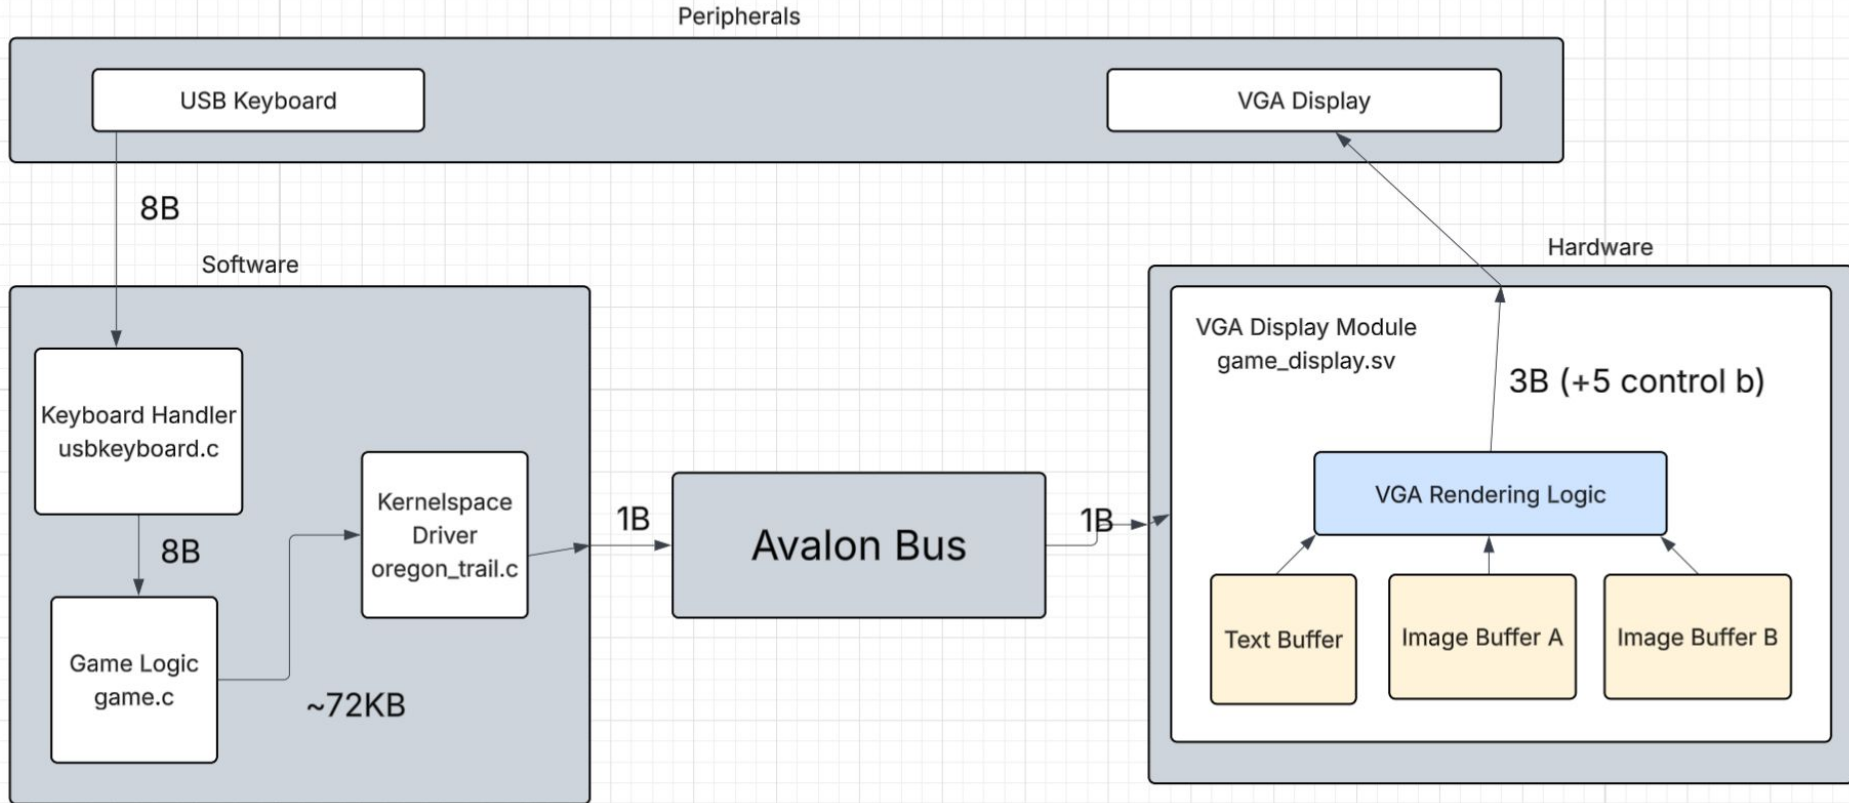 Peripherals
USB Keyboard
VGA Display
8B
Software
Hardware
Keyboard Handler
usbkeyboard.c
8B
Kernelspace
Driver
oregon_trail.c
Game Logic
game.c
~72KB
1B
Avalon Bus
1B
VGA Display Module
game_display.sv
3B (+5 control b)
VGA Rendering Logic
Text Buffer
Image Buffer A
Image Buffer B